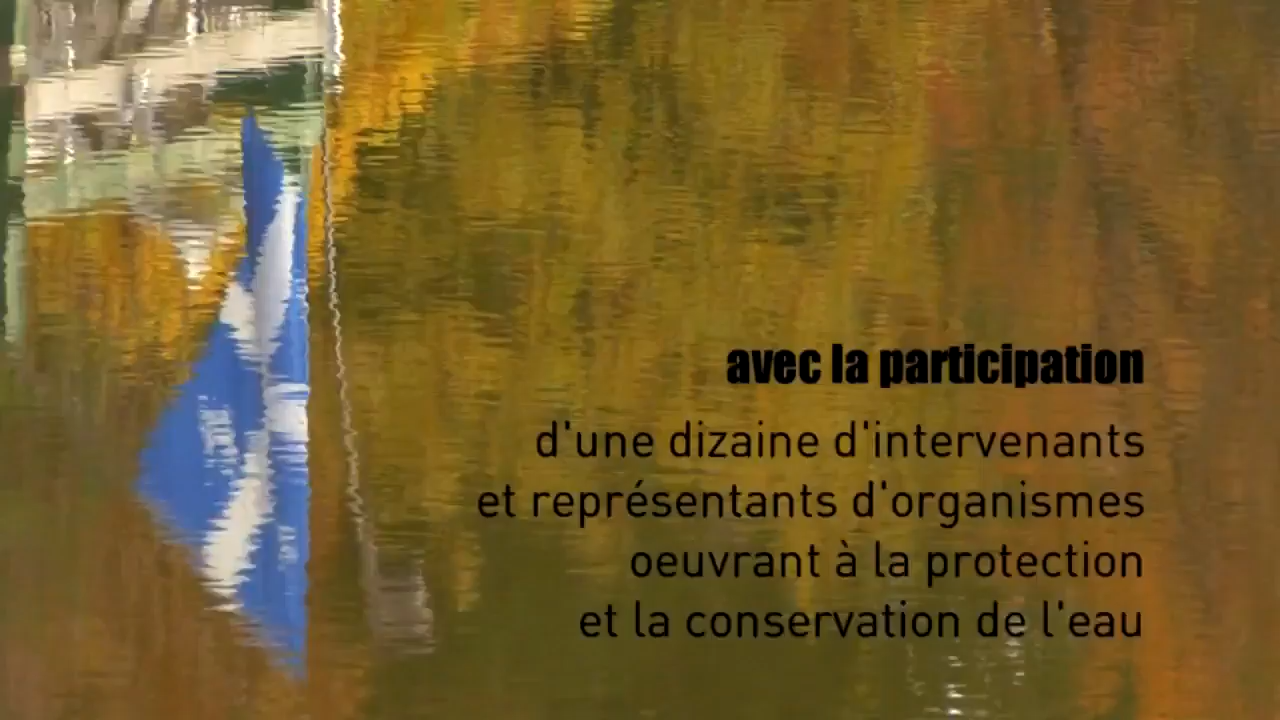 avec la participation
d'une dizaine d'intervenants
et représentants d'organismes
oeuvrant à la protection
et la conservation de l'eau